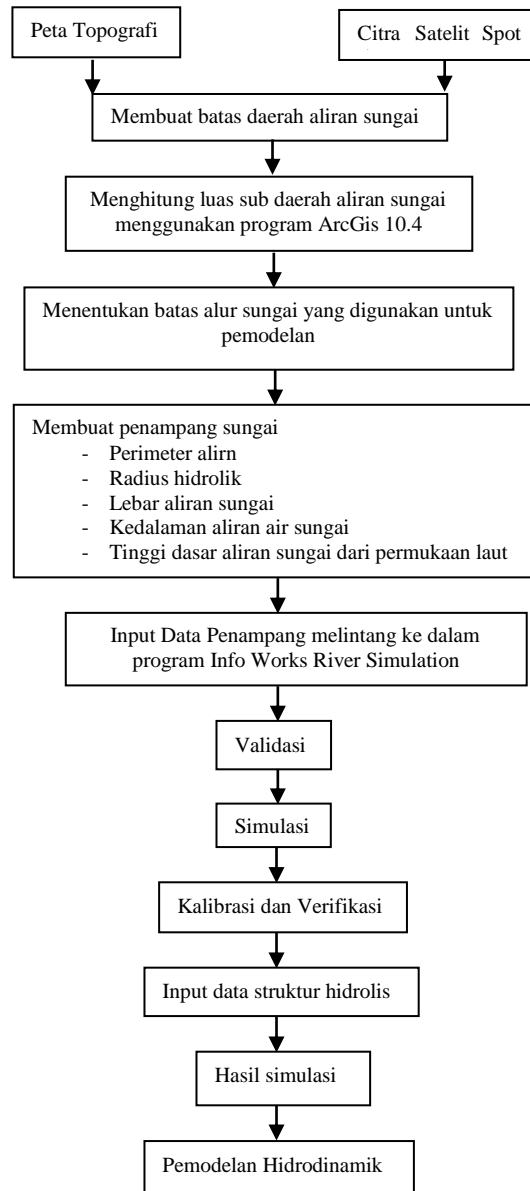 Peta Topografi
Citra Satelit Spot
Membuat batas daerah aliran sungai
Menghitung luas sub daerah aliran sungai
menggunakan program ArcGis 10.4
Menentukan batas alur sungai yang digunakan untuk
pemodelan
Membuat penampang sungai
- Perimeter alirn
- Radius hidrolik
- Lebar aliran sungai
- Kedalaman aliran air sungai
- Tinggi dasar aliran sungai dari permukaan laut
Input Data Penampang melintang ke dalam
program Info Works River Simulation
Validasi
Simulasi
Kalibrasi dan Verifikasi
Input data struktur hidrolis
Hasil simulasi
Pemodelan Hidrodinamik